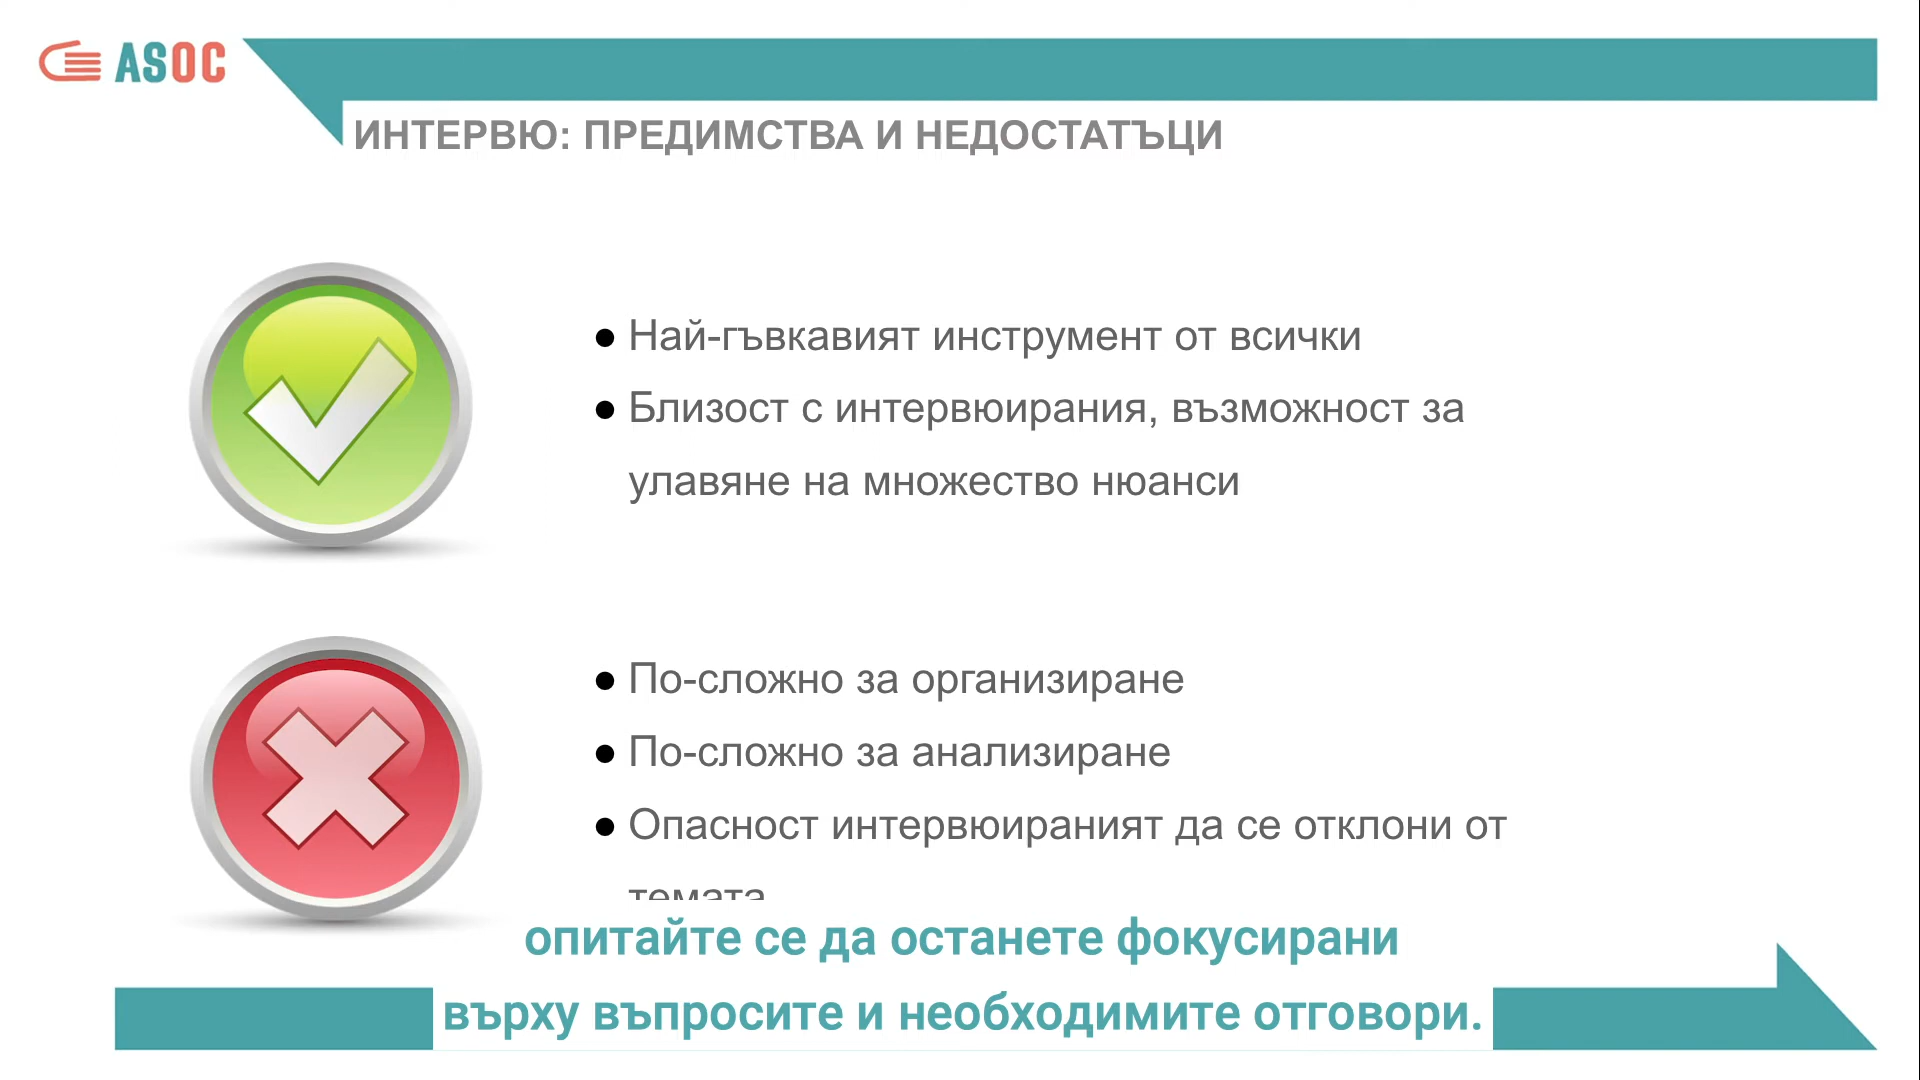 ASOC
ИНТЕРВЮ: ПРЕДИМСТВА И НЕДОСТАТЪЦИ
● Най-гъвкавият инструмент от всички
● Близост с интервюирания, възможност за
улавяне на множество нюанси
● По-сложно за организиране
● По-сложно за анализиране
● Опасност интервюираният да се отклони от
темата
опитайте се да останете фокусирани
върху въпросите и необходимите отговори.